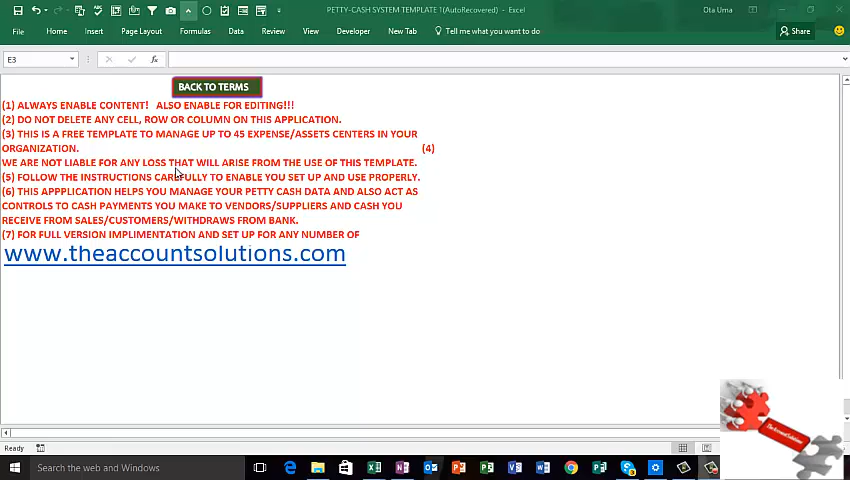 PETTY-CASH SYSTEM TEMPLATE 1(AutoRecovered) - Excel
Ota Uma
File Home Insert Page Layout Formulas Data Review View Developer New Tab Tell me what you want to do Share
E3 fx
BACK TO TERMS
(1) ALWAYS ENABLE CONTENT! ALSO ENABLE FOR EDITING!!!
(2) DO NOT DELETE ANY CELL, ROW OR COLUMN ON THIS APPLICATION.
(3) THIS IS A FREE TEMPLATE TO MANAGE UP TO 45 EXPENSE/ASSETS CENTERS IN YOUR
ORGANIZATION. (4)
WE ARE NOT LIABLE FOR ANY LOSS THAT WILL ARISE FROM THE USE OF THIS TEMPLATE.
(5) FOLLOW THE INSTRUCTIONS CAREFULLY TO ENABLE YOU SET UP AND USE PROPERLY.
(6) THIS APPPLICATION HELPS YOU MANAGE YOUR PETTY CASH DATA AND ALSO ACT AS
CONTROLS TO CASH PAYMENTS YOU MAKE TO VENDORS/SUPPLIERS AND CASH YOU
RECEIVE FROM SALES/CUSTOMERS/WITHDRAWS FROM BANK.
(7) FOR FULL VERSION IMPLIMENTATION AND SET UP FOR ANY NUMBER OF
www.theaccountsolutions.com
The Account Solutions
Ready
Search the web and Windows